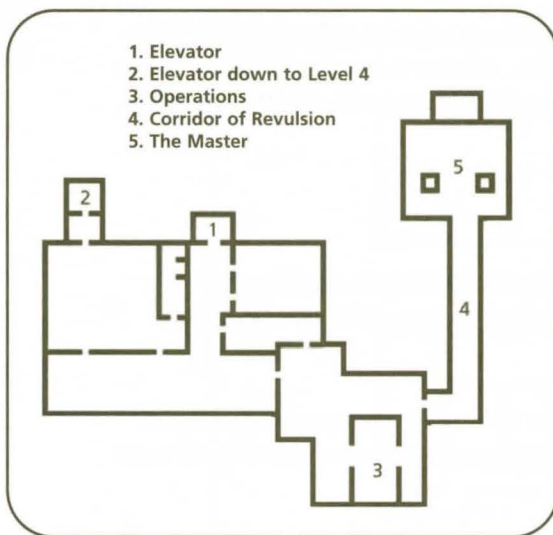 1. Elevator
2. Elevator down to Level 4
3. Operations
4. Corridor of Revulsion
5. The Master
5
2
1
4
3